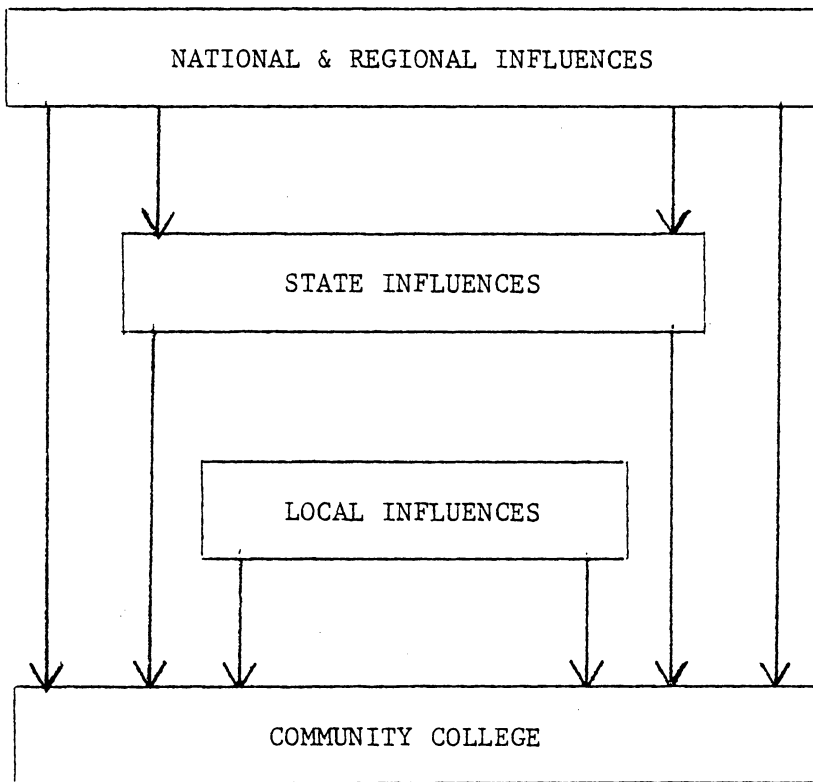 NATIONAL & REGIONAL INFLUENCES
STATE INFLUENCES
LOCAL INFLUENCES
COMMUNITY COLLEGE